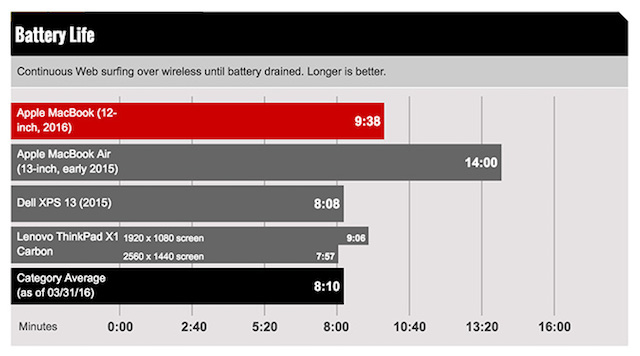 Battery Life
Continuous Web surfing over wireless until battery drained. Longer is better.
Apple MacBook (12-
inch, 2016)
9:38
Apple MacBook Air
(13-inch, early 2015)
14:00
Dell XPS 13 (2015)
8:08
Lenovo ThinkPad X1
Carbon
1920 x 1080 screen
9:06
2560 x 1440 screen
7:57
Category Average
(as of 03/31/16)
8:10
Minutes 0:00 2:40 5:20 8:00 10:40 13:20 16:00